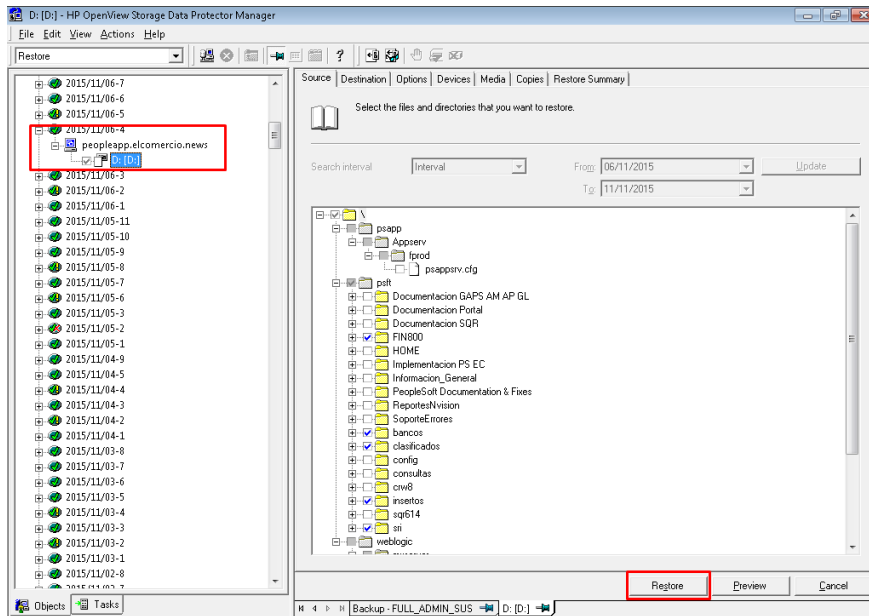 D: [D:] - HP OpenView Storage Data Protector Manager
File Edit View Actions Help
Restore
2015/11/06-7
2015/11/06-6
2015/11/06-5
2015/11/06-4
peopleapp.elcomercio.news
D: [D:]
2015/11/06-3
2015/11/06-2
2015/11/06-1
2015/11/05-11
2015/11/05-10
2015/11/05-9
2015/11/05-8
2015/11/05-7
2015/11/05-6
2015/11/05-3
2015/11/05-2
2015/11/05-1
2015/11/04-9
2015/11/04-5
2015/11/04-4
2015/11/04-3
2015/11/04-2
2015/11/04-1
2015/11/03-8
2015/11/03-7
2015/11/03-6
2015/11/03-5
2015/11/03-4
2015/11/03-3
2015/11/03-2
2015/11/03-1
2015/11/02-8
Objects Tasks
Source Destination Options Devices Media Copies Restore Summary
Select the files and directories that you want to restore.
Search interval Interval From: 06/11/2015 Update
To: 11/11/2015
\
psapp
Appserv
fprod
psappsrv.cfg
psft
Documentacion GAPS AM AP GL
Documentacion Portal
Documentacion SQR
FIN800
HOME
Implementacion PS EC
Informacion_General
PeopleSoft Documentation & Fixes
ReportesNvision
SoporteErrores
bancos
clasificados
config
consultas
crw8
insertos
sqr614
sri
weblogic
Restore Preview Cancel
Backup - FULL_ADMIN_SUS D: [D:]